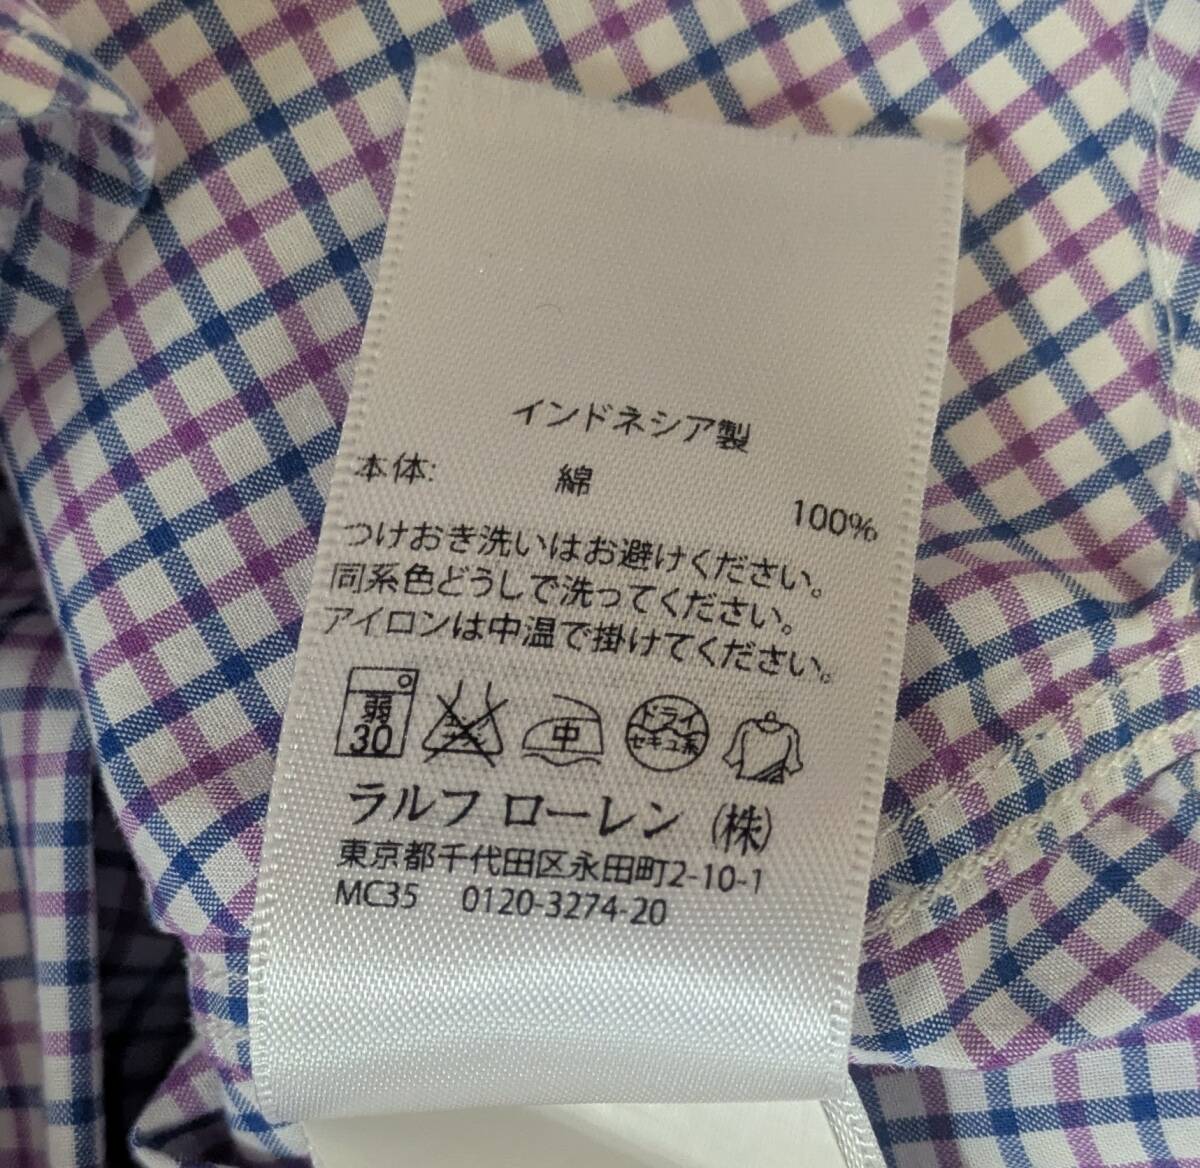 インドネシア製
本体: 綿 100%
つけおき洗いはお避けください。
同系色どうしで洗ってください。
アイロンは中温で掛けてください。
弱 30 中 ドライ セキユ系
ラルフ ローレン (株)
東京都千代田区永田町2-10-1
MC35 0120-3274-20